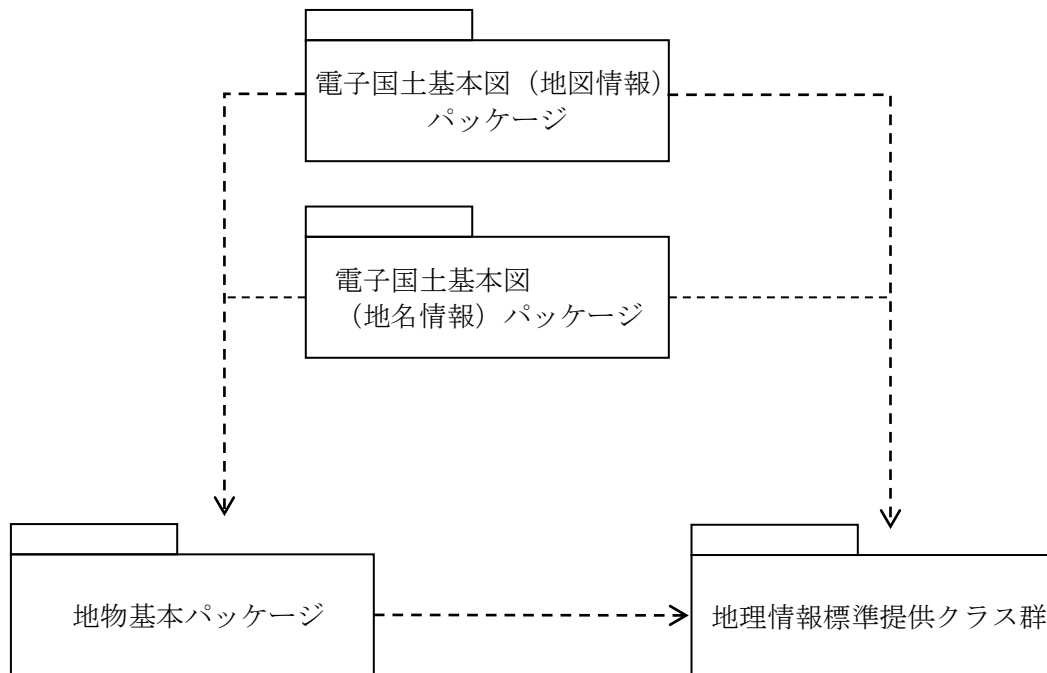 電子国土基本図（地図情報）
パッケージ
電子国土基本図
（地名情報）パッケージ
地物基本パッケージ
地理情報標準提供クラス群